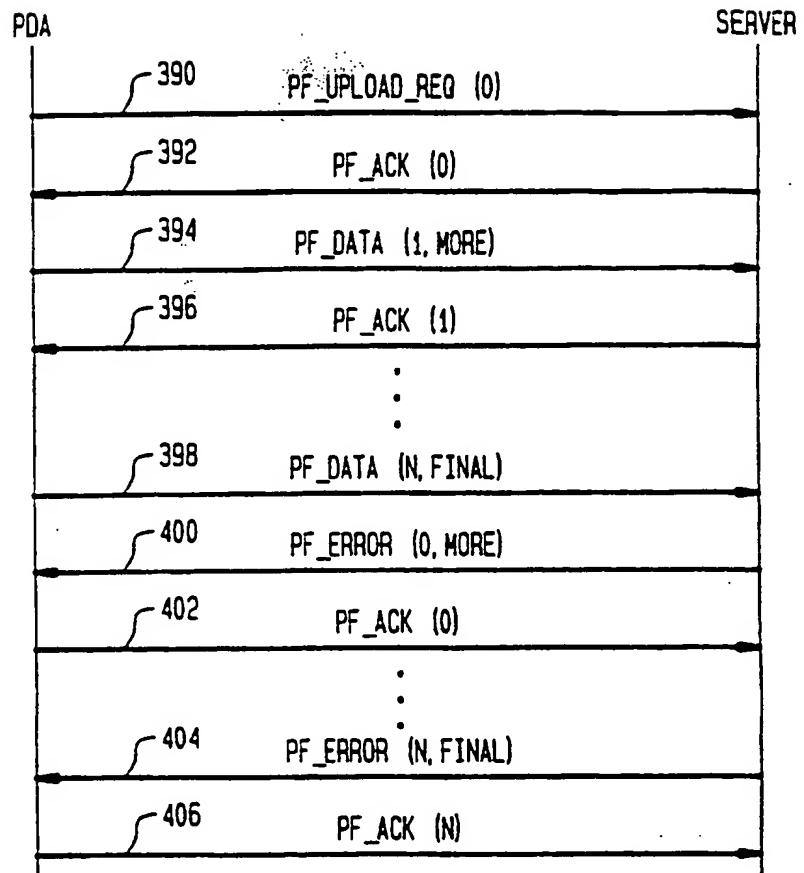 PDA SERVER
390 PF_UPLOAD_REQ (0)
392 PF_ACK (0)
394 PF_DATA (1, MORE)
396 PF_ACK (1)
398 PF_DATA (N, FINAL)
400 PF_ERROR (0, MORE)
402 PF_ACK (0)
404 PF_ERROR (N, FINAL)
406 PF_ACK (N)